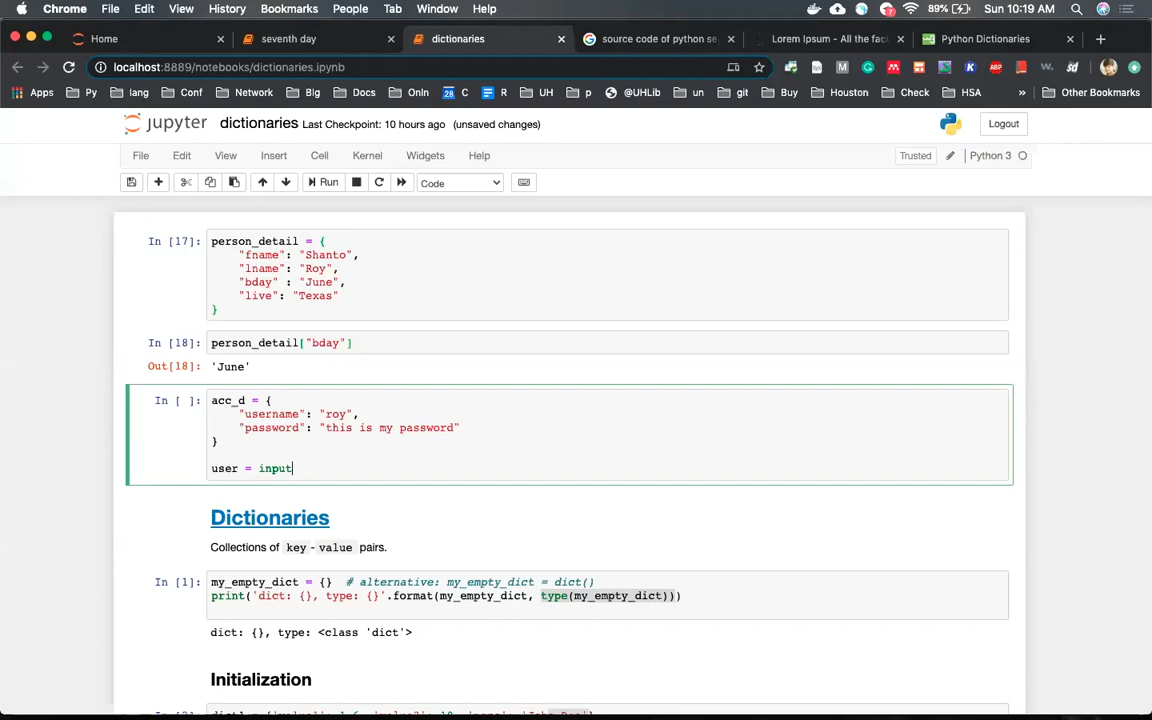 Chrome File Edit View History Bookmarks People Tab Window Help 7 89% Sun 10:19 AM
Home seventh day dictionaries source code of python se Lorem Ipsum - All the fac Python Dictionaries
localhost:8889/notebooks/dictionaries.ipynb
Apps Py lang Conf Network Blg Docs OnIn 28 C R UH p @UHLib un git Buy Houston Check HSA » Other Bookmarks
jupyter dictionaries Last Checkpoint: 10 hours ago (unsaved changes) Logout
File Edit View Insert Cell Kernel Widgets Help Trusted Python 3
Run Code
In [17]: person_detail = {
"fname": "Shanto",
"lname": "Roy",
"bday" : "June",
"live": "Texas"
}
In [18]: person_detail["bday"]
Out[18]: 'June'
In [ ]: acc_d = {
"username": "roy",
"password": "this is my password"
}
user = input
Dictionaries
Collections of key - value pairs.
In [1]: my_empty_dict = {} # alternative: my_empty_dict = dict()
print('dict: {}, type: {}'.format(my_empty_dict, type(my_empty_dict)))
dict: {}, type: <class 'dict'>
Initialization